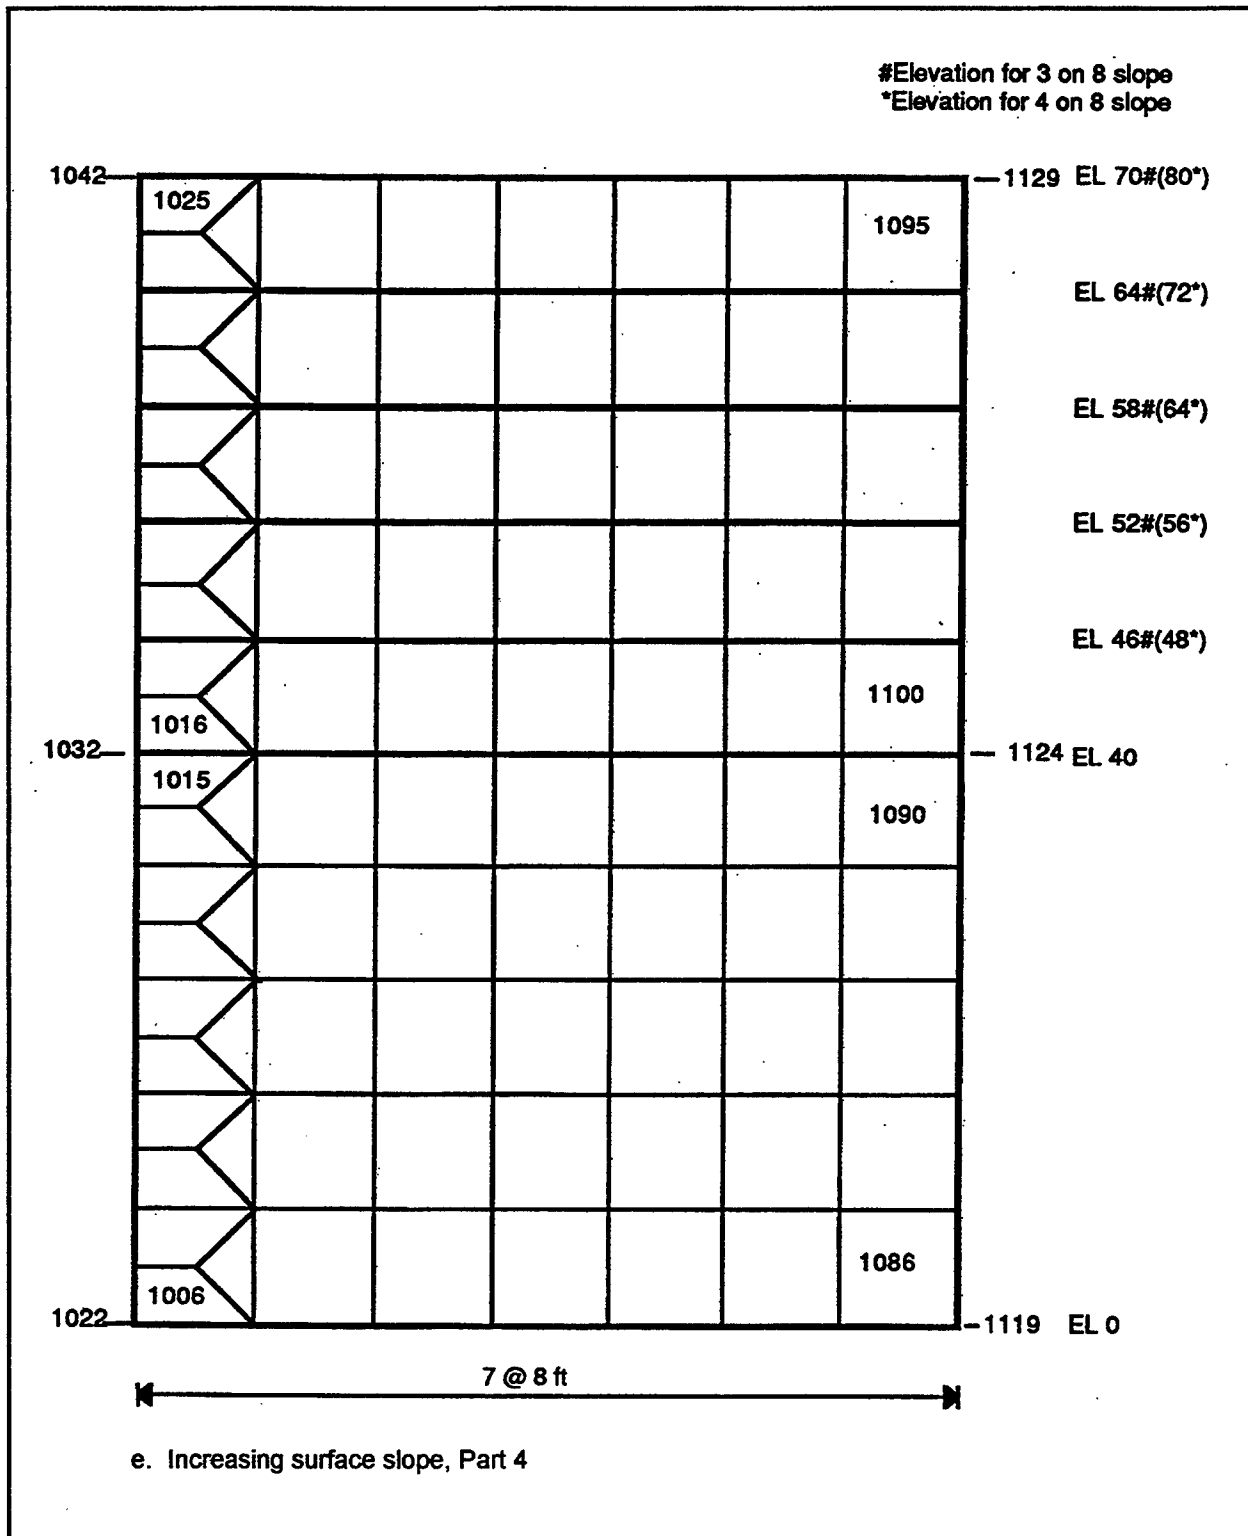 #Elevation for 3 on 8 slope
*Elevation for 4 on 8 slope
1042
1025
1095
1129 EL 70#(80*)
EL 64#(72*)
EL 58#(64*)
EL 52#(56*)
EL 46#(48*)
1016
1100
1032
1124 EL 40
1015
1090
1006
1086
1022
1119 EL 0
7 @ 8 ft
e. Increasing surface slope, Part 4